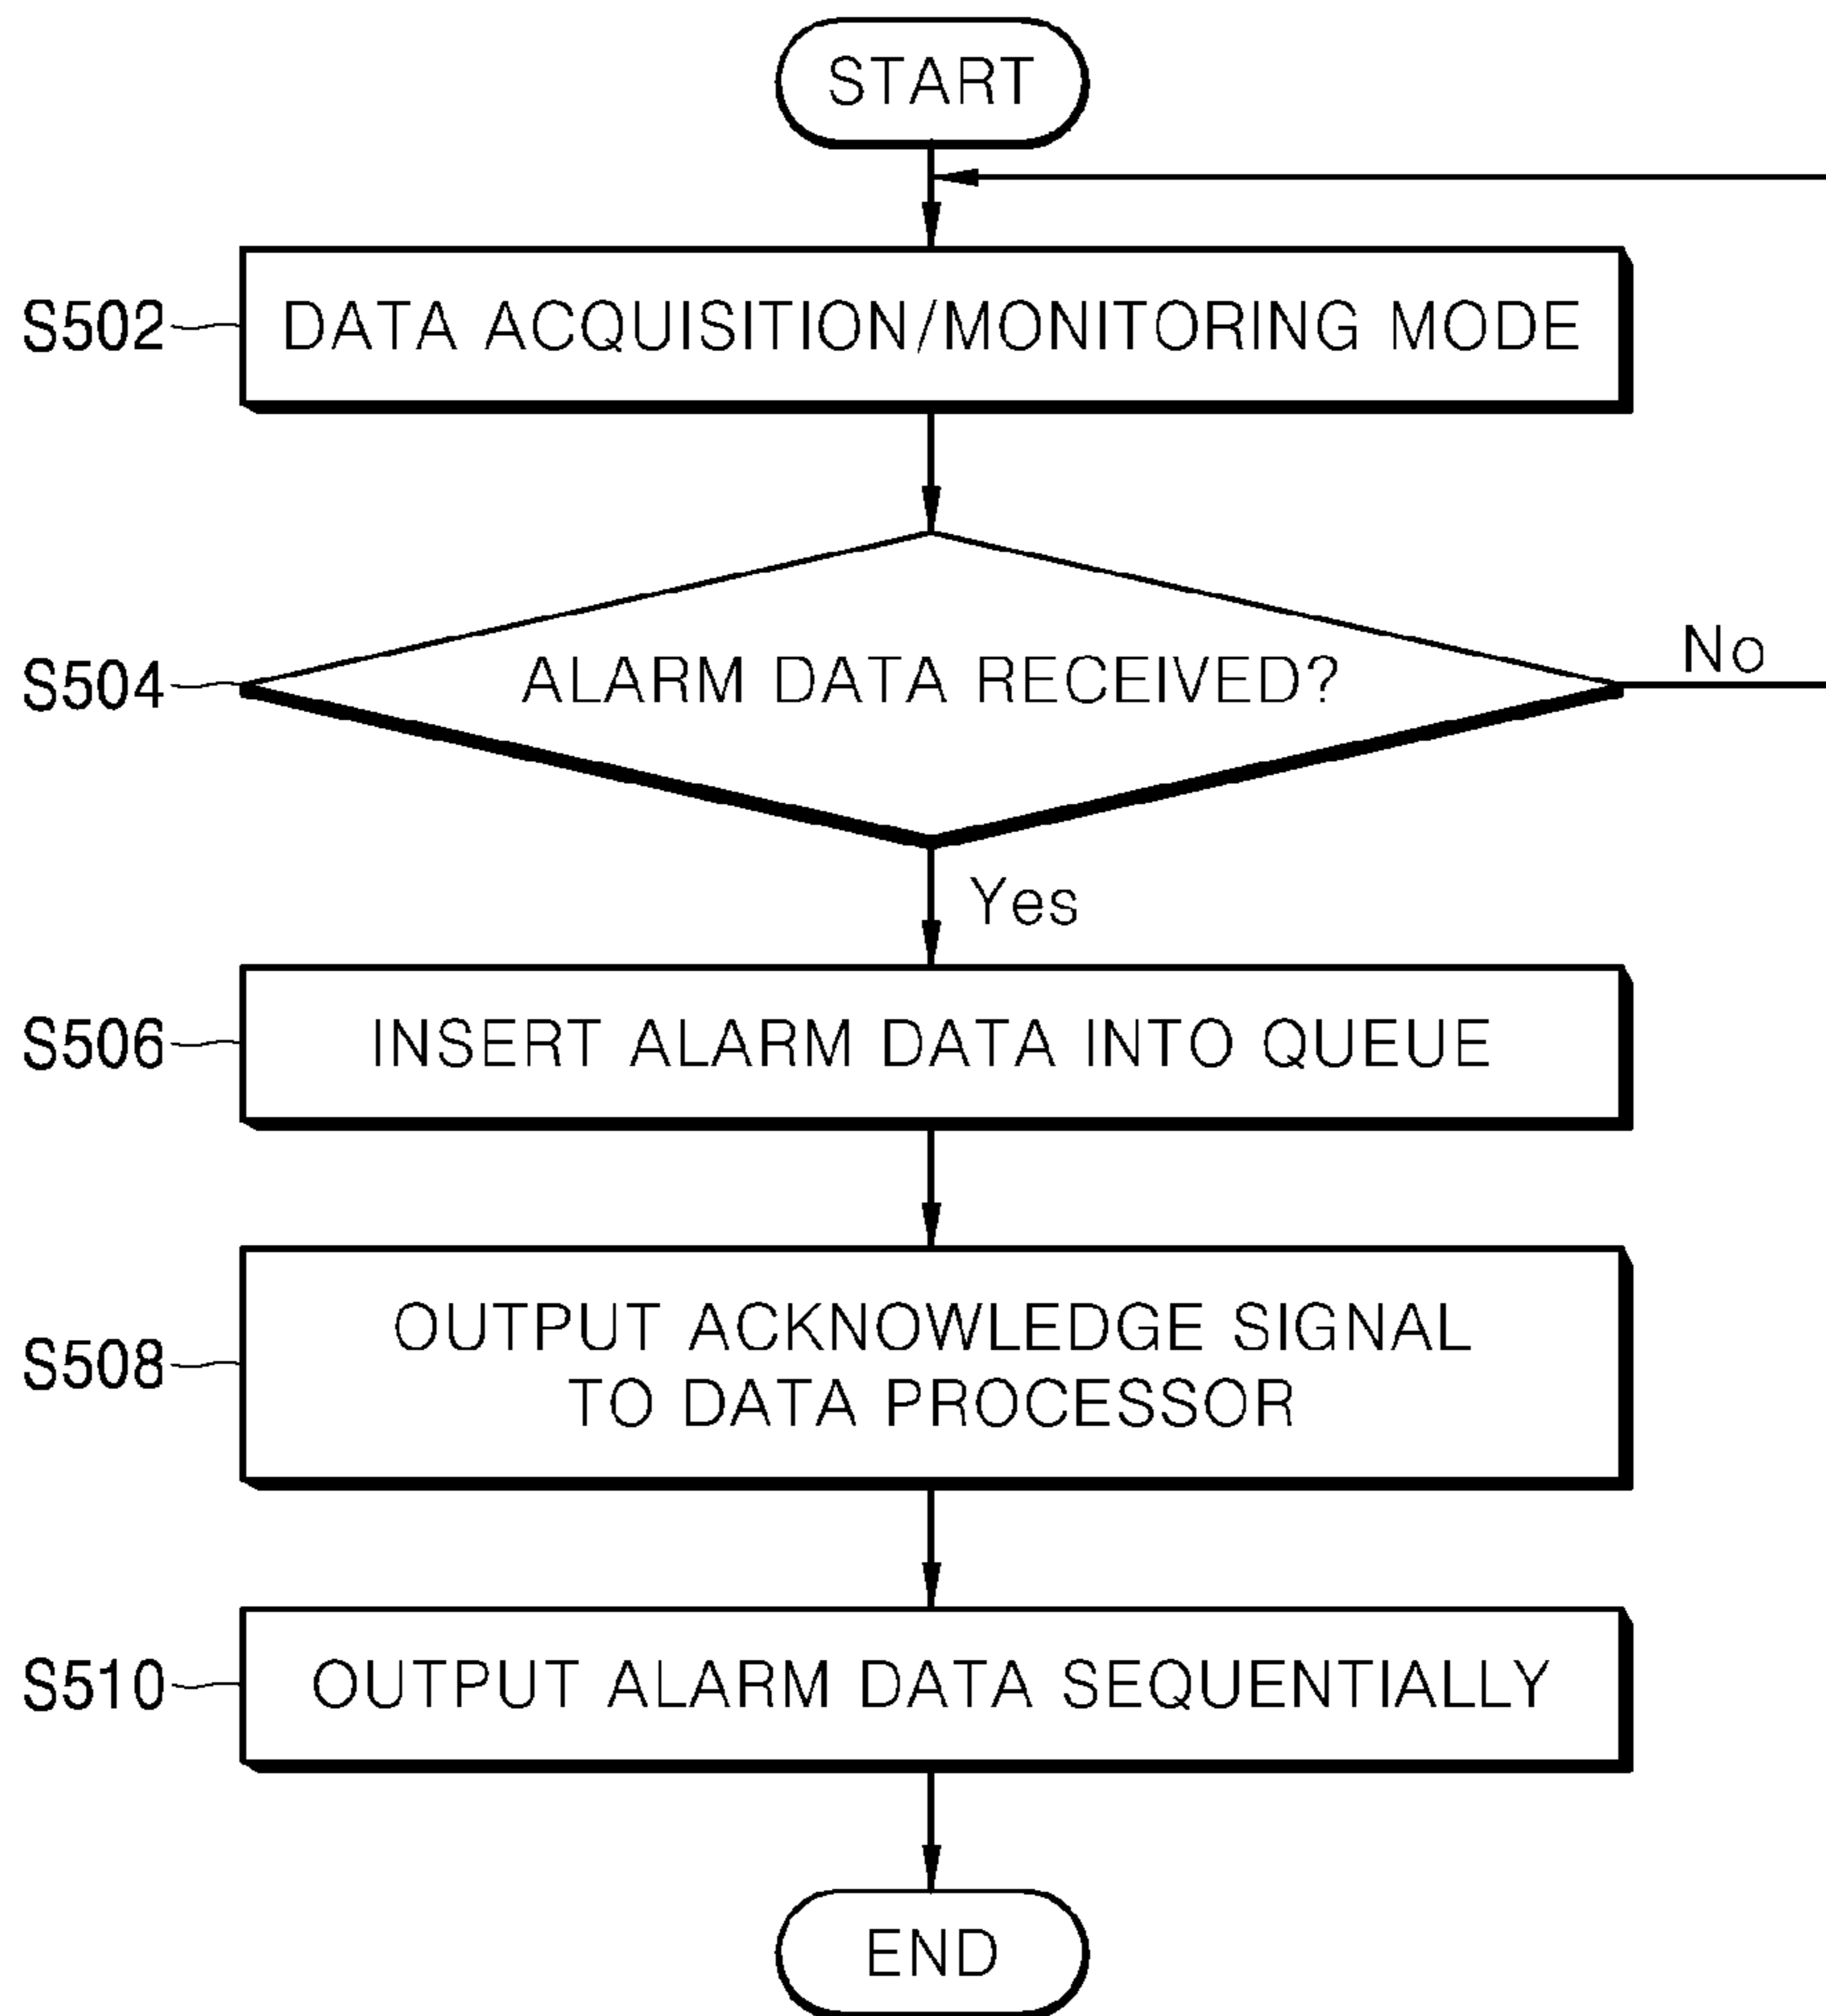 START
S502
DATA ACQUISITION/MONITORING MODE
S504
ALARM DATA RECEIVED?
No
Yes
S506
INSERT ALARM DATA INTO QUEUE
S508
OUTPUT ACKNOWLEDGE SIGNAL
TO DATA PROCESSOR
S510
OUTPUT ALARM DATA SEQUENTIALLY
END